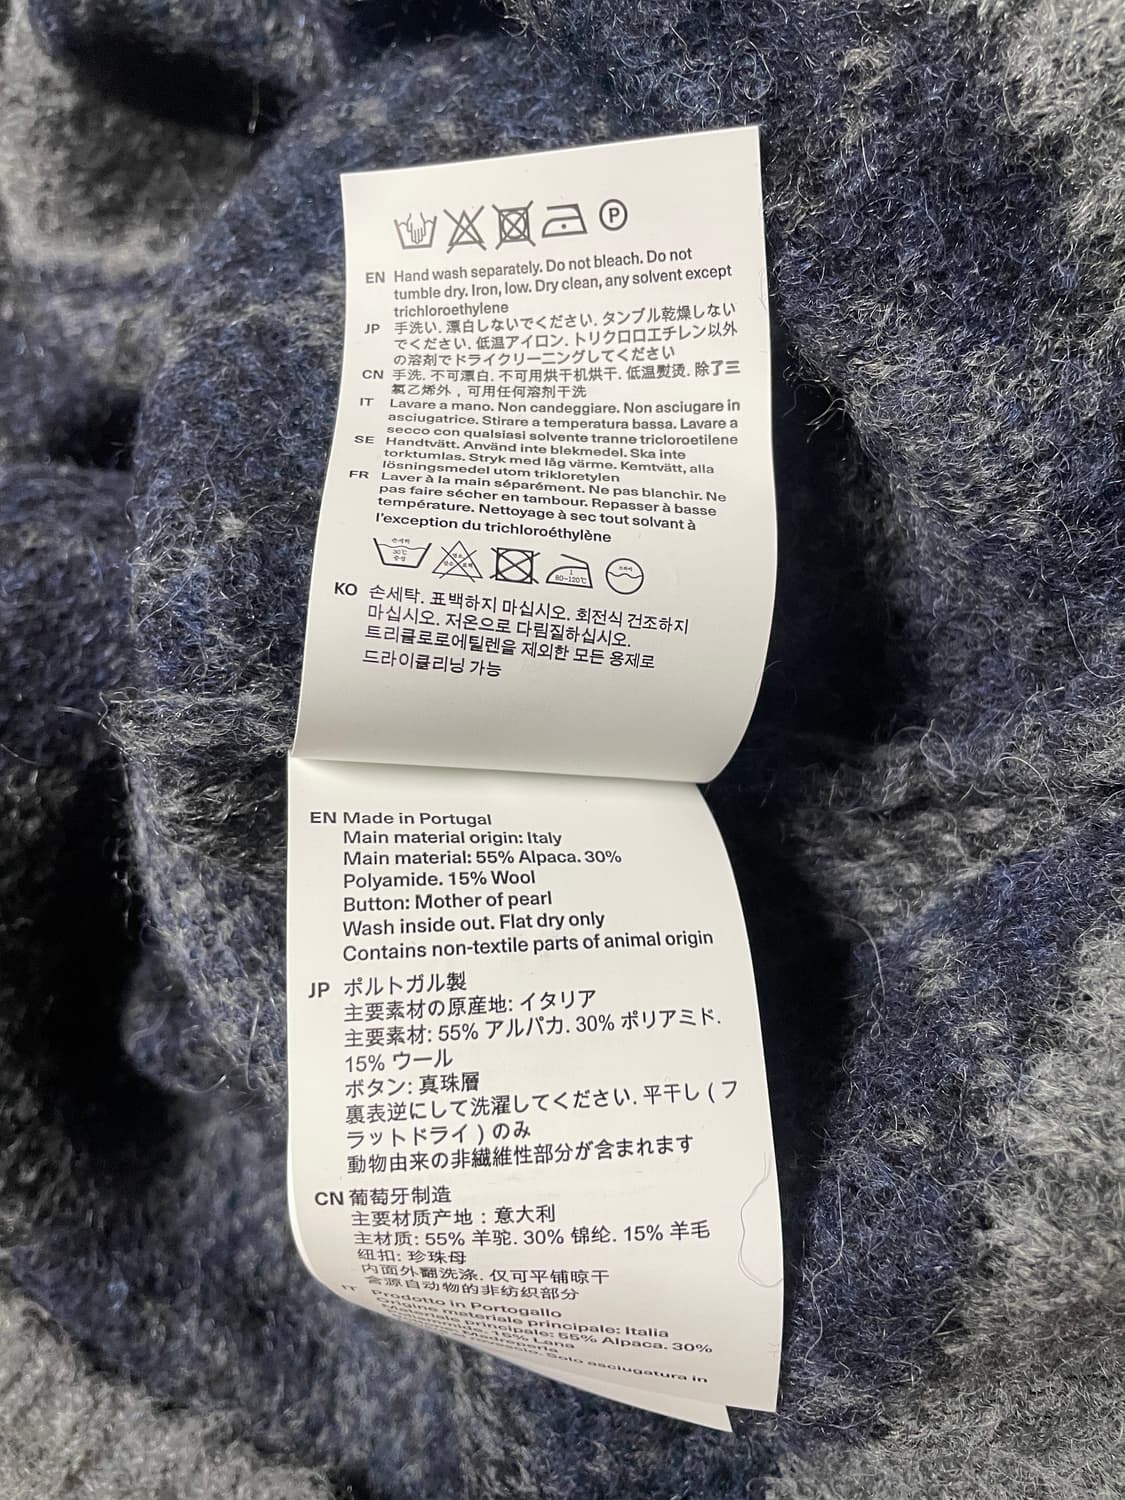 P
EN Hand wash separately. Do not bleach. Do not
tumble dry. Iron, low. Dry clean, any solvent except
trichloroethylene
JP 手洗い. 漂白しないでください. タンブル乾燥しない
でください. 低温アイロン. トリクロロエチレン以外
の溶剤でドライクリーニングしてください
CN 手洗. 不可漂白. 不可用烘干机烘干. 低温熨烫. 除了三
氯乙烯外，可用任何溶剂干洗
IT Lavare a mano. Non candeggiare. Non asciugare in
asciugatrice. Stirare a temperatura bassa. Lavare a
secco con qualsiasi solvente tranne tricloroetilene
SE Handtvätt. Använd inte blekmedel. Ska inte
torktumlas. Stryk med låg värme. Kemtvätt, alla
lösningsmedel utom trikloretylen
FR Laver à la main séparément. Ne pas blanchir. Ne
pas faire sécher en tambour. Repasser à basse
température. Nettoyage à sec tout solvant à
l'exception du trichloroéthylène
손세탁
30℃
중성
1
80~120℃
드라이
KO 손세탁. 표백하지 마십시오. 회전식 건조하지
마십시오. 저온으로 다림질하십시오.
트리클로로에틸렌을 제외한 모든 용제로
드라이클리닝 가능
EN Made in Portugal
Main material origin: Italy
Main material: 55% Alpaca. 30%
Polyamide. 15% Wool
Button: Mother of pearl
Wash inside out. Flat dry only
Contains non-textile parts of animal origin
JP ポルトガル製
主要素材の原産地: イタリア
主要素材: 55% アルパカ. 30% ポリアミド.
15% ウール
ボタン: 真珠層
裏表逆にして洗濯してください. 平干し ( フ
ラットドライ ) のみ
動物由来の非繊維性部分が含まれます
CN 葡萄牙制造
主要材质产地：意大利
主材质: 55% 羊驼. 30% 锦纶. 15% 羊毛
纽扣: 珍珠母
内面外翻洗涤. 仅可平铺晾干
含源自动物的非纺织部分
IT Prodotto in Portogallo
Origine materiale principale: Italia
Materiale principale: 55% Alpaca. 30%
15% Lana
Madreperla
Solo asciugatura in